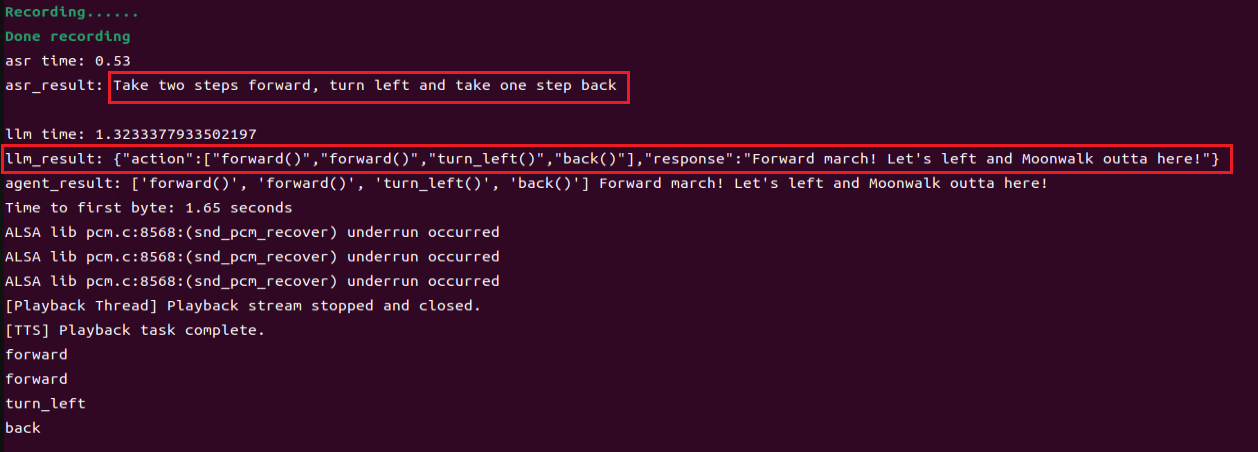 Recording......
Done recording
asr time: 0.53
asr_result: Take two steps forward, turn left and take one step back
llm time: 1.3233377933502197
llm_result: {"action":["forward()","forward()","turn_left()","back()"],"response":"Forward march! Let's left and Moonwalk outta here!"}
agent_result: ['forward()', 'forward()', 'turn_left()', 'back()'] Forward march! Let's left and Moonwalk outta here!
Time to first byte: 1.65 seconds
ALSA lib pcm.c:8568:(snd_pcm_recover) underrun occurred
ALSA lib pcm.c:8568:(snd_pcm_recover) underrun occurred
ALSA lib pcm.c:8568:(snd_pcm_recover) underrun occurred
[Playback Thread] Playback stream stopped and closed.
[TTS] Playback task complete.
forward
forward
turn_left
back